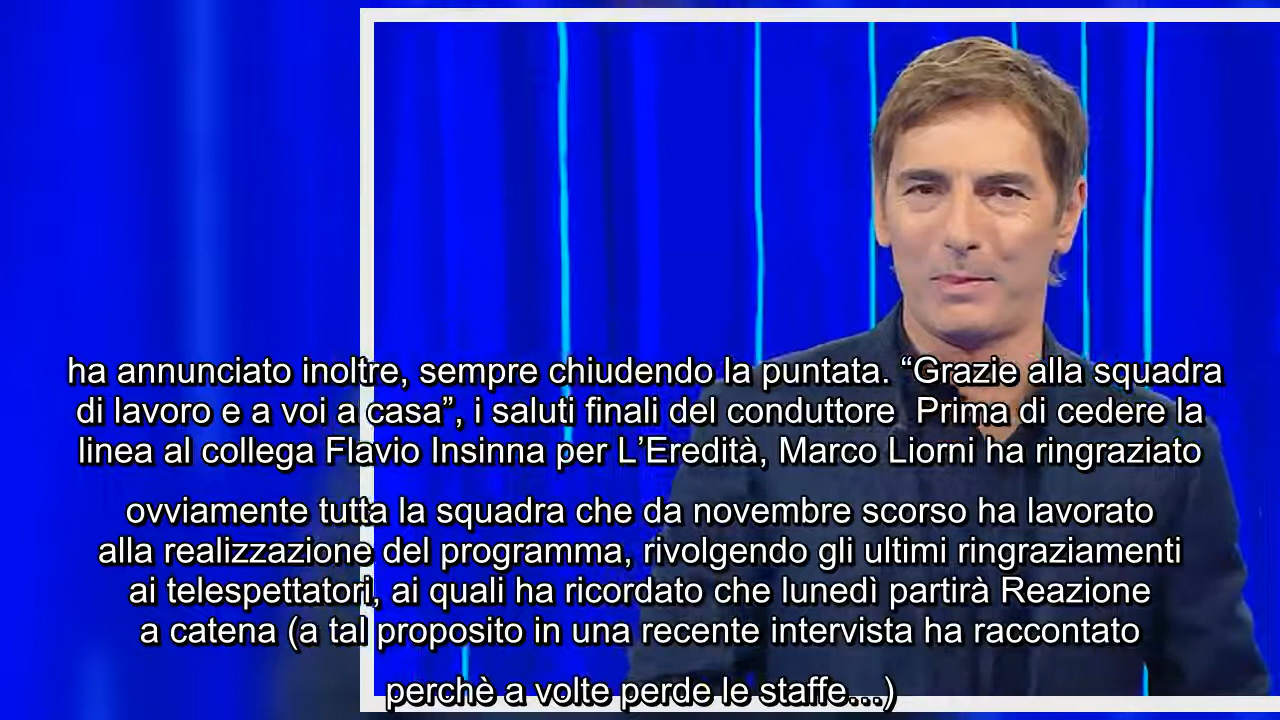 ha annunciato inoltre, sempre chiudendo la puntata. “Grazie alla squadra
di lavoro e a voi a casa”, i saluti finali del conduttore  Prima di cedere la
linea al collega Flavio Insinna per L’Eredità, Marco Liorni ha ringraziato
ovviamente tutta la squadra che da novembre scorso ha lavorato
alla realizzazione del programma, rivolgendo gli ultimi ringraziamenti
ai telespettatori, ai quali ha ricordato che lunedì partirà Reazione
a catena (a tal proposito in una recente intervista ha raccontato
perchè a volte perde le staffe…)